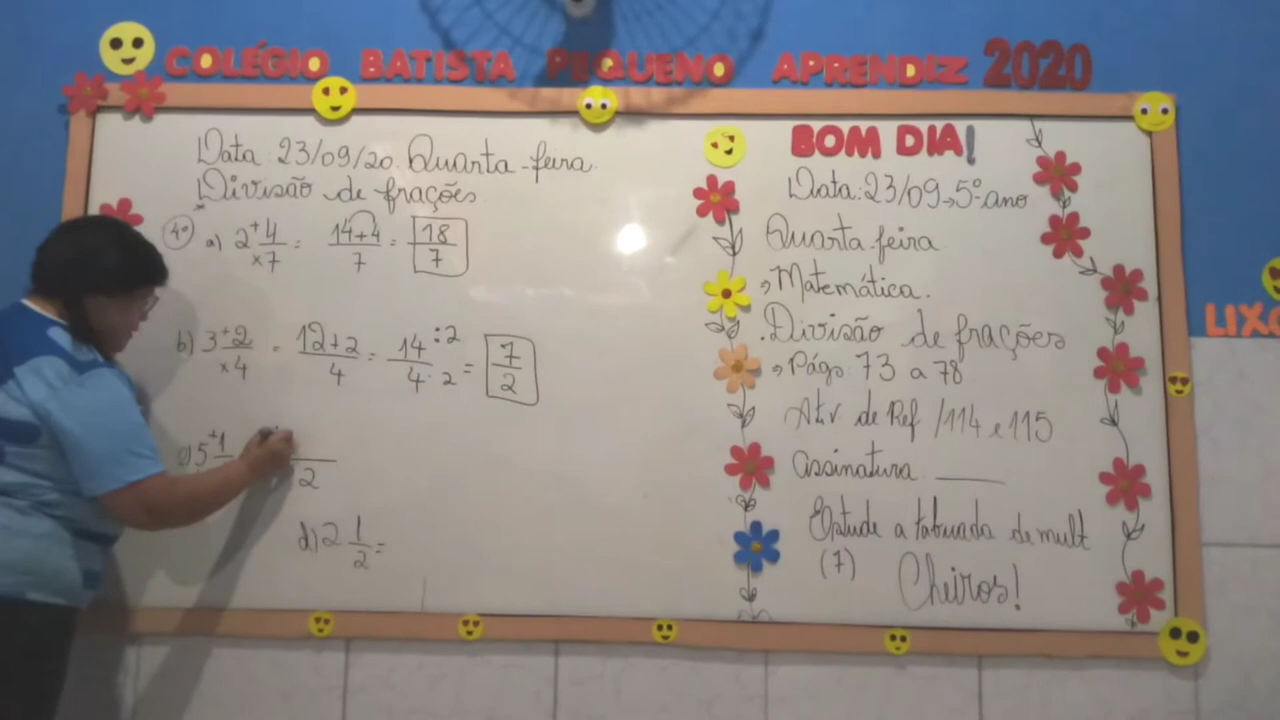 COLÉGIO BATISTA PEQUENO APRENDIZ 2020
Data: 23/09/20. Quarta-feira.
Divisão de frações
4º a) 2 + 4 / × 7 = 14+4 / 7 = 18 / 7
b) 3 + 2 / × 4 = 12+2 / 4 = 14 : 2 / 4 : 2 = 7 / 2
c) 5 + 1 / 2
d) 2 1 / 2 =
BOM DIA!
Data: 23/09 → 5º ano
Quarta feira
→ Matemática.
. Divisão de frações
→ Págs 73 a 78
Ativ de Ref / 114 e 115
Assinatura ____
Estude a tabuada de mult
(7) Cheiros!
LIXO